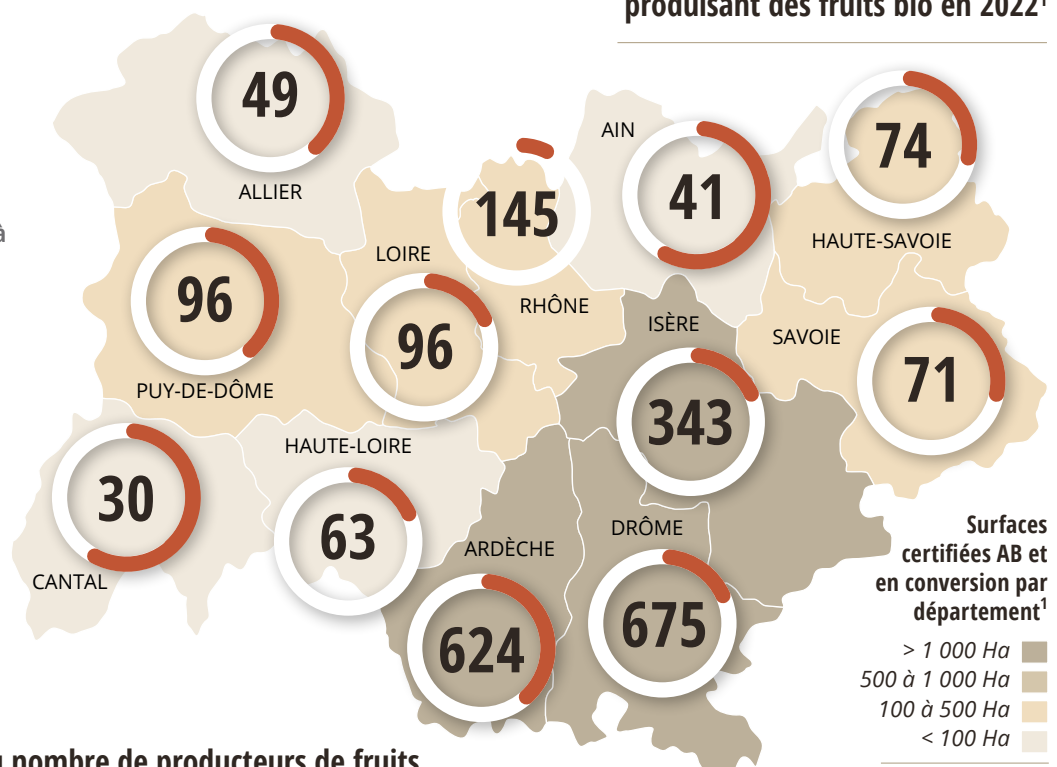 produisant des fruits bio en 2022¹
49
ALLIER
AIN
41
74
HAUTE-SAVOIE
à
145
RHÔNE
LOIRE
96
96
PUY-DE-DÔME
ISÈRE
343
SAVOIE
71
HAUTE-LOIRE
63
30
CANTAL
ARDÈCHE
624
DRÔME
675
Surfaces
certifiées AB et
en conversion par
département¹
> 1 000 Ha
500 à 1 000 Ha
100 à 500 Ha
< 100 Ha
nombre de producteurs de fruits